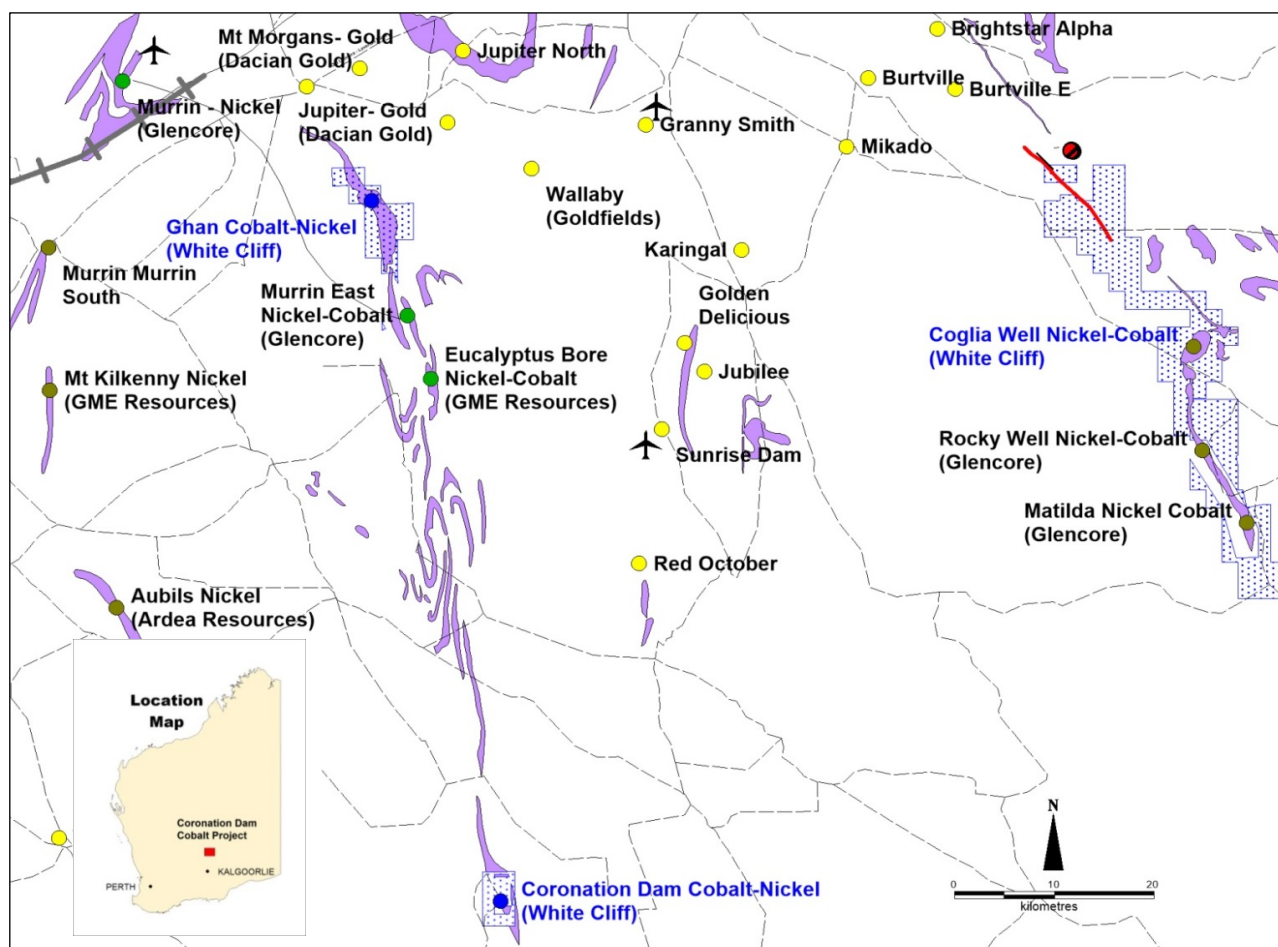 Mt Morgans- Gold
(Dacian Gold)
Jupiter North
Brightstar Alpha
Burtville
Burtville E
Murrin - Nickel
(Glencore)
Jupiter- Gold
(Dacian Gold)
Granny Smith
Mikado
Wallaby
(Goldfields)
Ghan Cobalt-Nickel
(White Cliff)
Karingal
Murrin Murrin
South
Murrin East
Nickel-Cobalt
(Glencore)
Golden
Delicious
Coglia Well Nickel-Cobalt
(White Cliff)
Eucalyptus Bore
Nickel-Cobalt
(GME Resources)
Jubilee
Mt Kilkenny Nickel
(GME Resources)
Sunrise Dam
Rocky Well Nickel-Cobalt
(Glencore)
Matilda Nickel Cobalt
(Glencore)
Red October
Aubils Nickel
(Ardea Resources)
Location
Map
Coronation Dam
Cobalt Project
KALGOORLIE
PERTH
N
0 10 20
kilometres
Coronation Dam Cobalt-Nickel
(White Cliff)